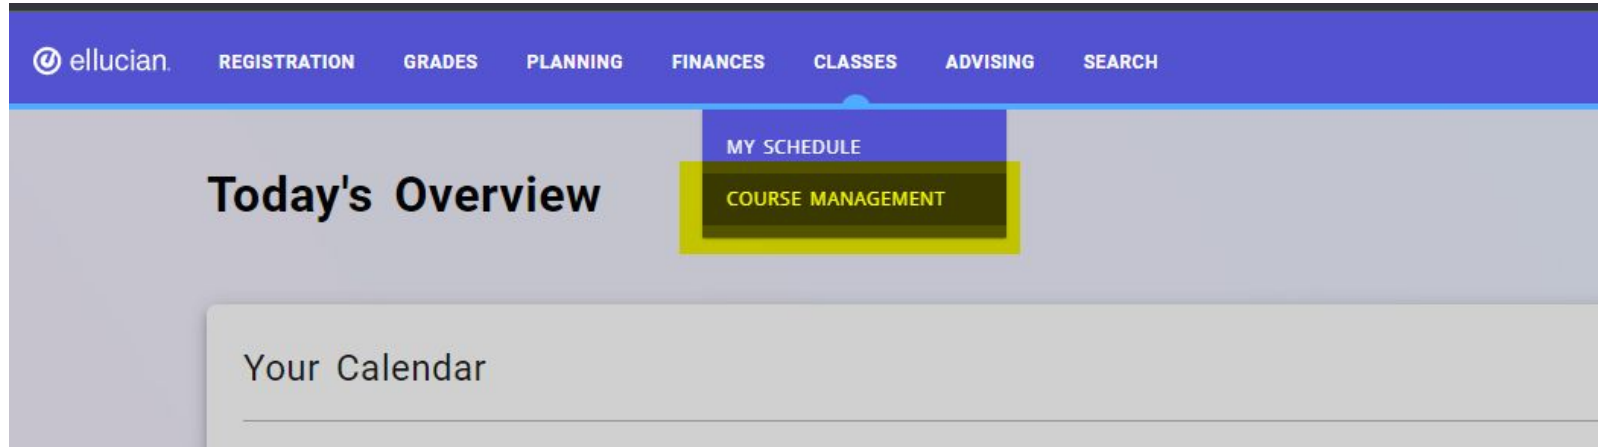 ellucian. REGISTRATION GRADES PLANNING FINANCES CLASSES ADVISING SEARCH
MY SCHEDULE
COURSE MANAGEMENT
Today's Overview
Your Calendar